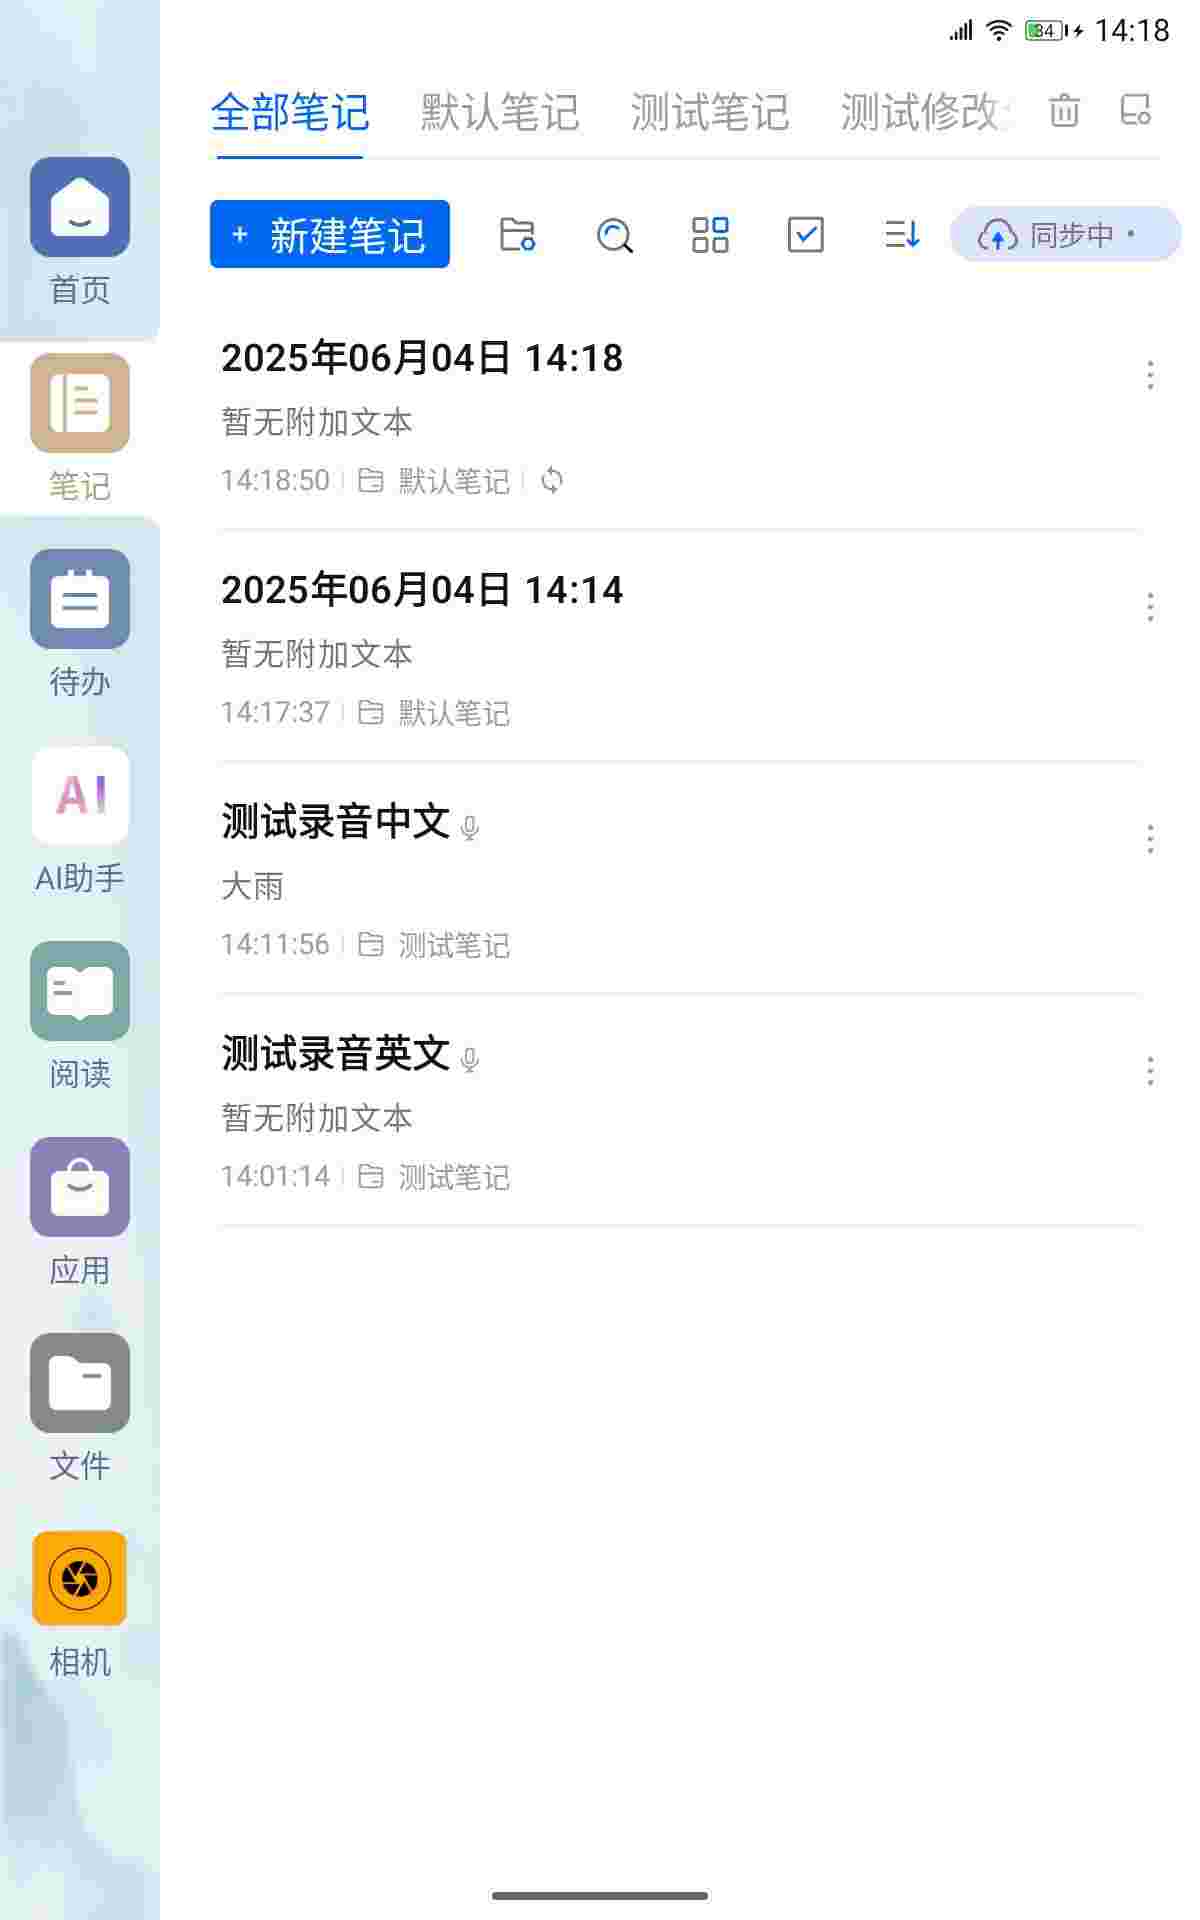 84 14:18
全部笔记 默认笔记 测试笔记 测试修改
+ 新建笔记 同步中
首页
笔记
待办
AI
AI助手
阅读
应用
文件
相机
2025年06月04日 14:18
暂无附加文本
14:18:50 默认笔记
2025年06月04日 14:14
暂无附加文本
14:17:37 默认笔记
测试录音中文
大雨
14:11:56 测试笔记
测试录音英文
暂无附加文本
14:01:14 测试笔记